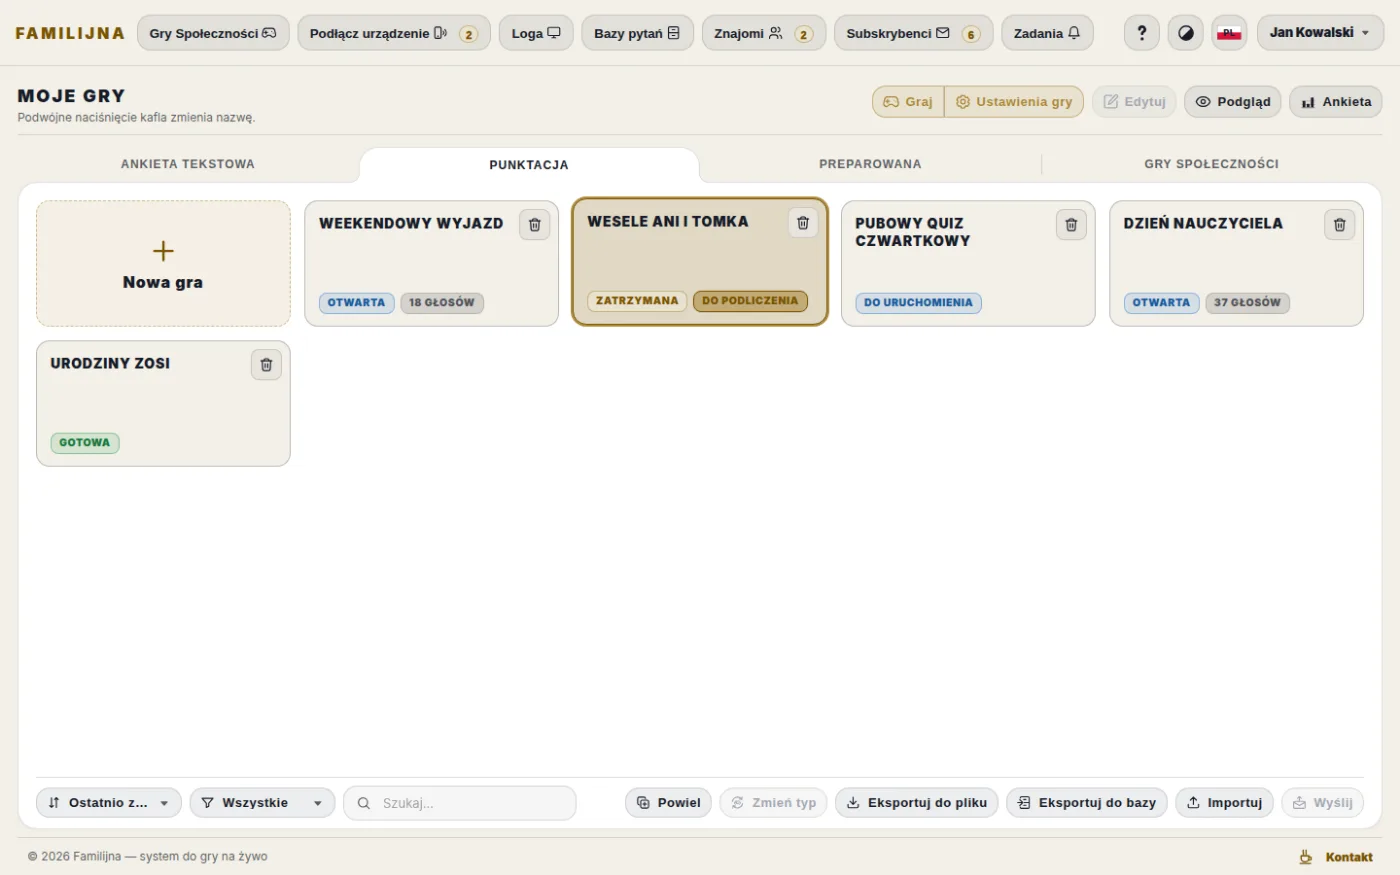 FAMILIJNA
Gry Społeczności
Podłącz urządzenie 2
Loga
Bazy pytań
Znajomi 2
Subskrybenci 6
Zadania
?
PL
Jan Kowalski
MOJE GRY
Podwójne naciśnięcie kafla zmienia nazwę.
Graj
Ustawienia gry
Edytuj
Podgląd
Ankieta
ANKIETA TEKSTOWA
PUNKTACJA
PREPAROWANA
GRY SPOŁECZNOŚCI
Nowa gra
WEEKENDOWY WYJAZD
OTWARTA
18 GŁOSÓW
WESELE ANI I TOMKA
ZATRZYMANA
DO PODLICZENIA
PUBOWY QUIZ
CZWARTKOWY
DO URUCHOMIENIA
DZIEŃ NAUCZYCIELA
OTWARTA
37 GŁOSÓW
URODZINY ZOSI
GOTOWA
Ostatnio z...
Wszystkie
Szukaj...
Powiel
Zmień typ
Eksportuj do pliku
Eksportuj do bazy
Importuj
Wyślij
© 2026 Familijna — system do gry na żywo
Kontakt